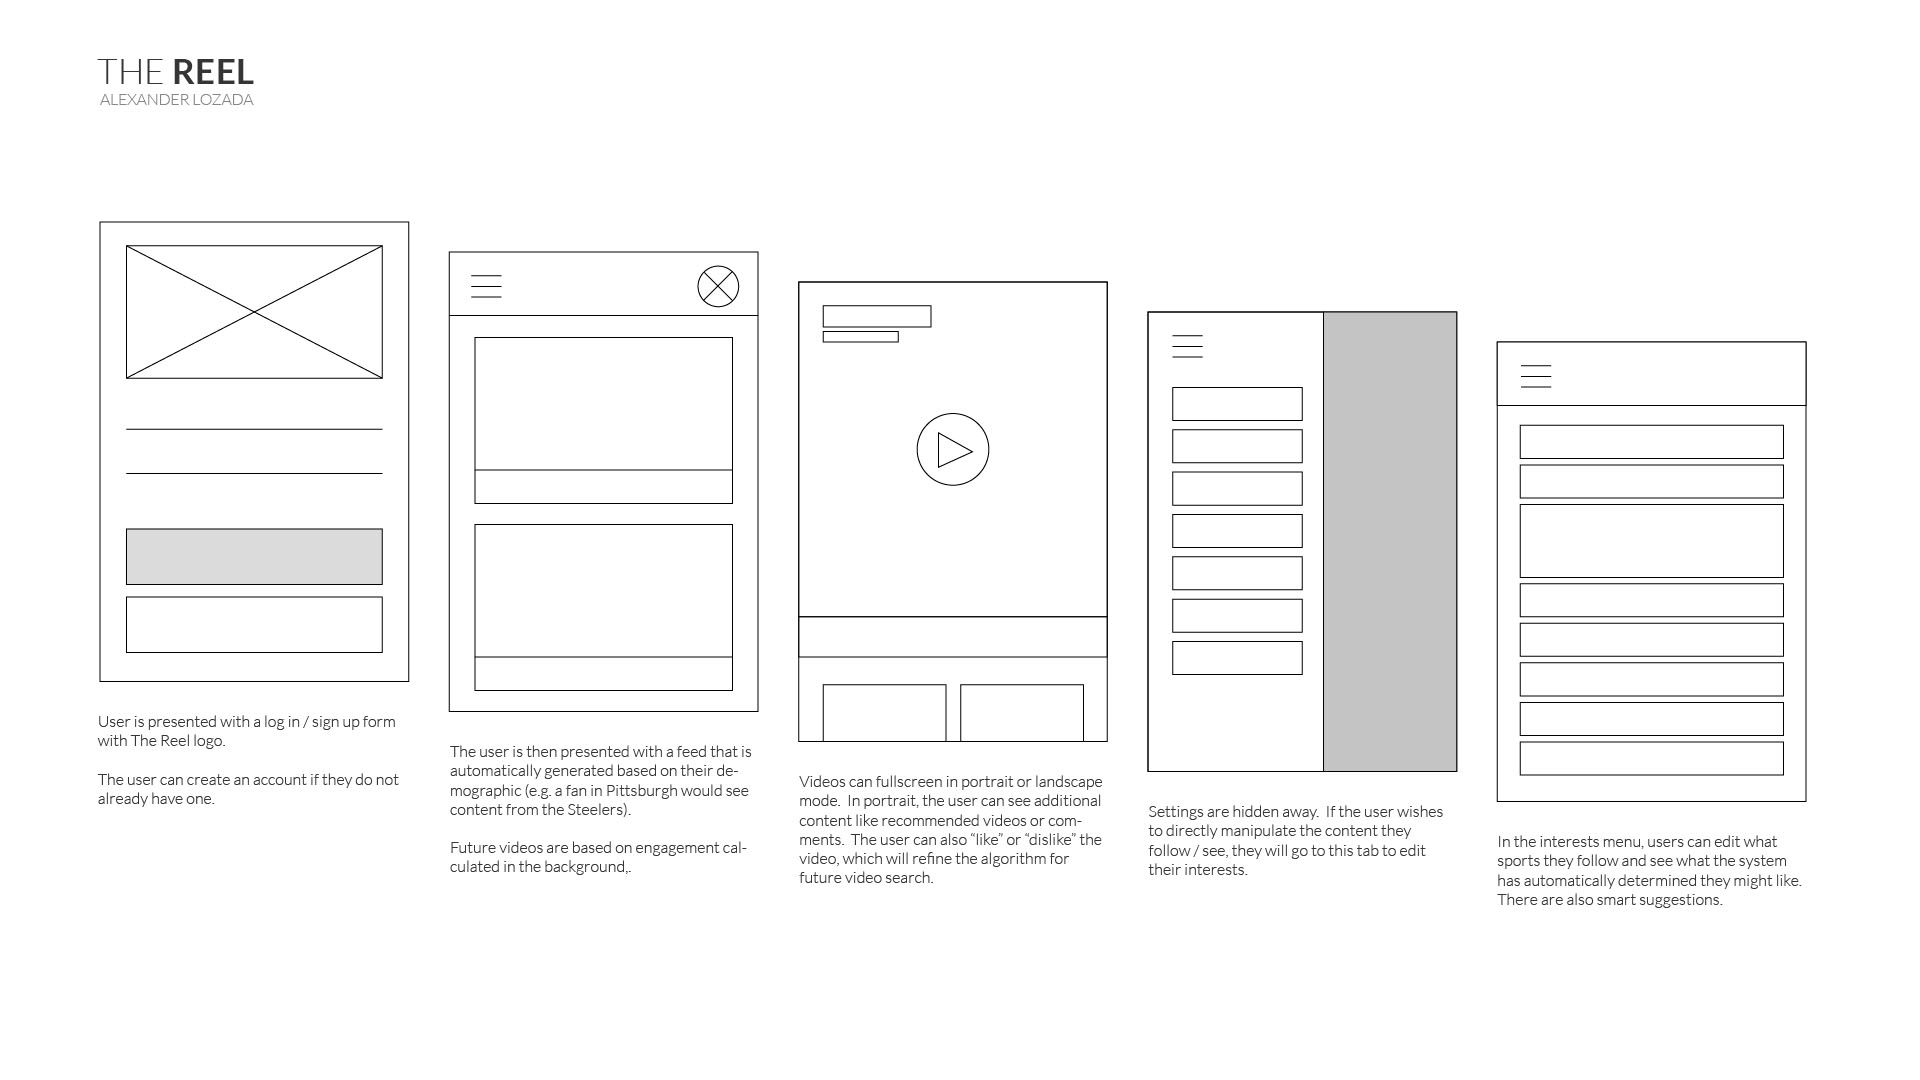 THE REEL
ALEXANDER LOZADA
User is presented with a log in / sign up form
with The Reel logo.
The user can create an account if they do not
already have one.
The user is then presented with a feed that is
automatically generated based on their de-
mographic (e.g. a fan in Pittsburgh would see
content from the Steelers).
Future videos are based on engagement cal-
culated in the background,.
Videos can fullscreen in portrait or landscape
mode.  In portrait, the user can see additional
content like recommended videos or com-
ments.  The user can also “like” or “dislike” the
video, which will refine the algorithm for
future video search.
Settings are hidden away.  If the user wishes
to directly manipulate the content they
follow / see, they will go to this tab to edit
their interests.
In the interests menu, users can edit what
sports they follow and see what the system
has automatically determined they might like.
There are also smart suggestions.